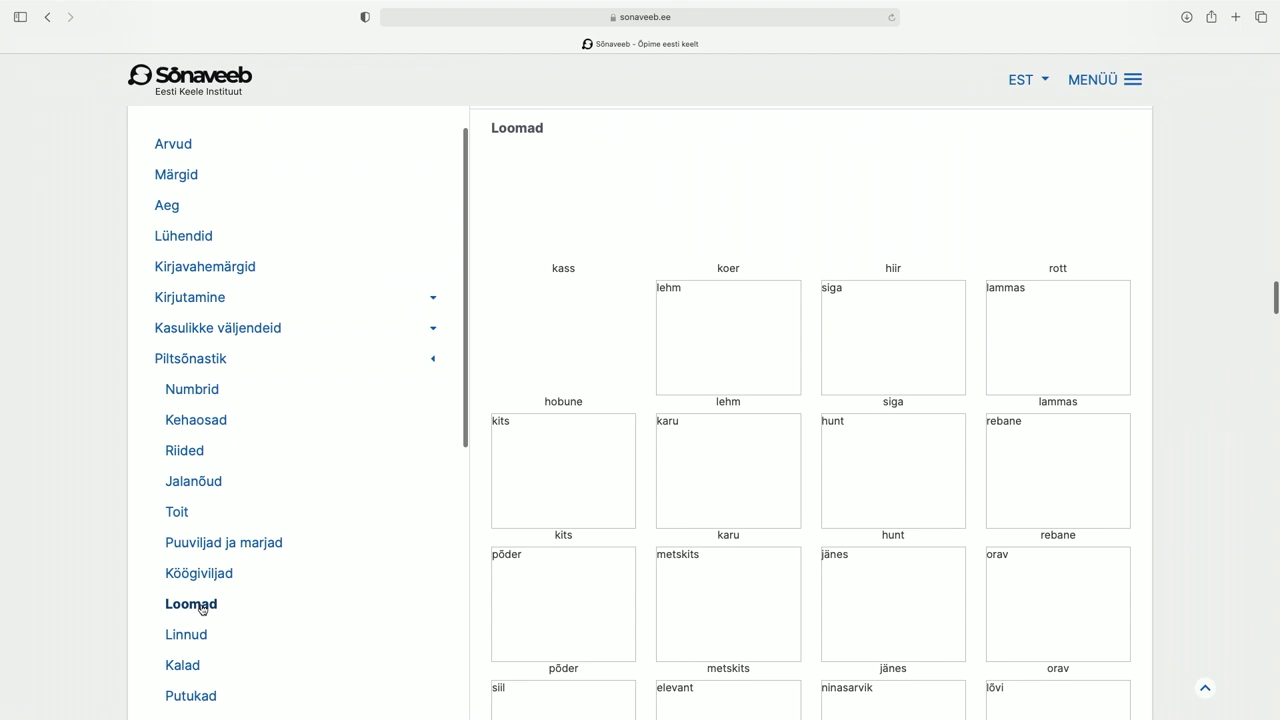 sonaveeb.ee
Sõnaveeb - Õpime eesti keelt
Sõnaveeb
Eesti Keele Instituut
EST
MENÜÜ
Arvud
Märgid
Aeg
Lühendid
Kirjavahemärgid
Kirjutamine
Kasulikke väljendeid
Piltsõnastik
Numbrid
Kehaosad
Riided
Jalanõud
Toit
Puuviljad ja marjad
Köögiviljad
Loomad
Linnud
Kalad
Putukad
Loomad
kass koer hiir rott
lehm siga lammas
hobune lehm siga lammas
kits karu hunt rebane
kits karu hunt rebane
põder metskits jänes orav
põder metskits jänes orav
siil elevant ninasarvik lõvi